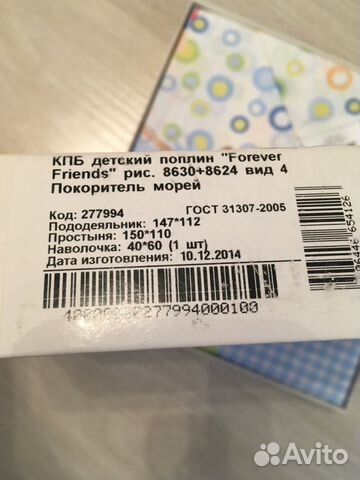 КПБ детский поплин "Forever
Friends" рис. 8630+8624 вид 4
Покоритель морей
Код: 277994 ГОСТ 31307-2005
Пододеяльник: 147*112
Простыня: 150*110
Наволочка: 40*60 (1 шт)
Дата изготовления: 10.12.2014
Avito